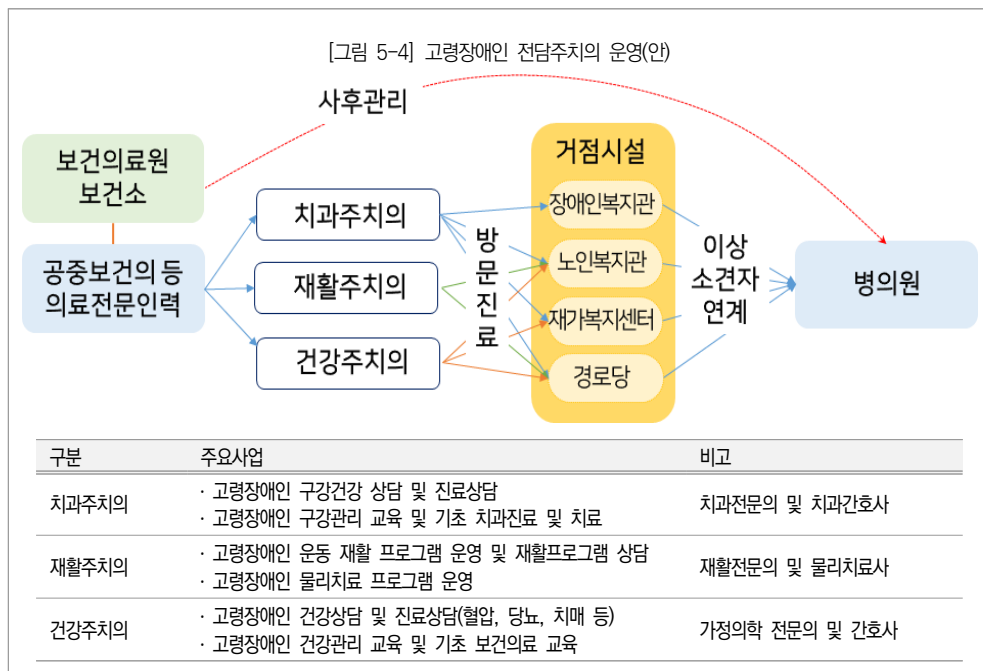 [그림 5-4] 고령장애인 전담주치의 운영(안)
사후관리
보건의료원
보건소
공중보건의 등
의료전문인력
치과주치의
재활주치의
건강주치의
방문진료
거점시설
장애인복지관
노인복지관
재가복지센터
경로당
이상
소견자
연계
병의원
구분 주요사업 비고
치과주치의
· 고령장애인 구강건강 상담 및 진료상담
· 고령장애인 구강관리 교육 및 기초 치과진료 및 치료
치과전문의 및 치과간호사
재활주치의
· 고령장애인 운동 재활 프로그램 운영 및 재활프로그램 상담
· 고령장애인 물리치료 프로그램 운영
재활전문의 및 물리치료사
건강주치의
· 고령장애인 건강상담 및 진료상담(혈압, 당뇨, 치매 등)
· 고령장애인 건강관리 교육 및 기초 보건의료 교육
가정의학 전문의 및 간호사